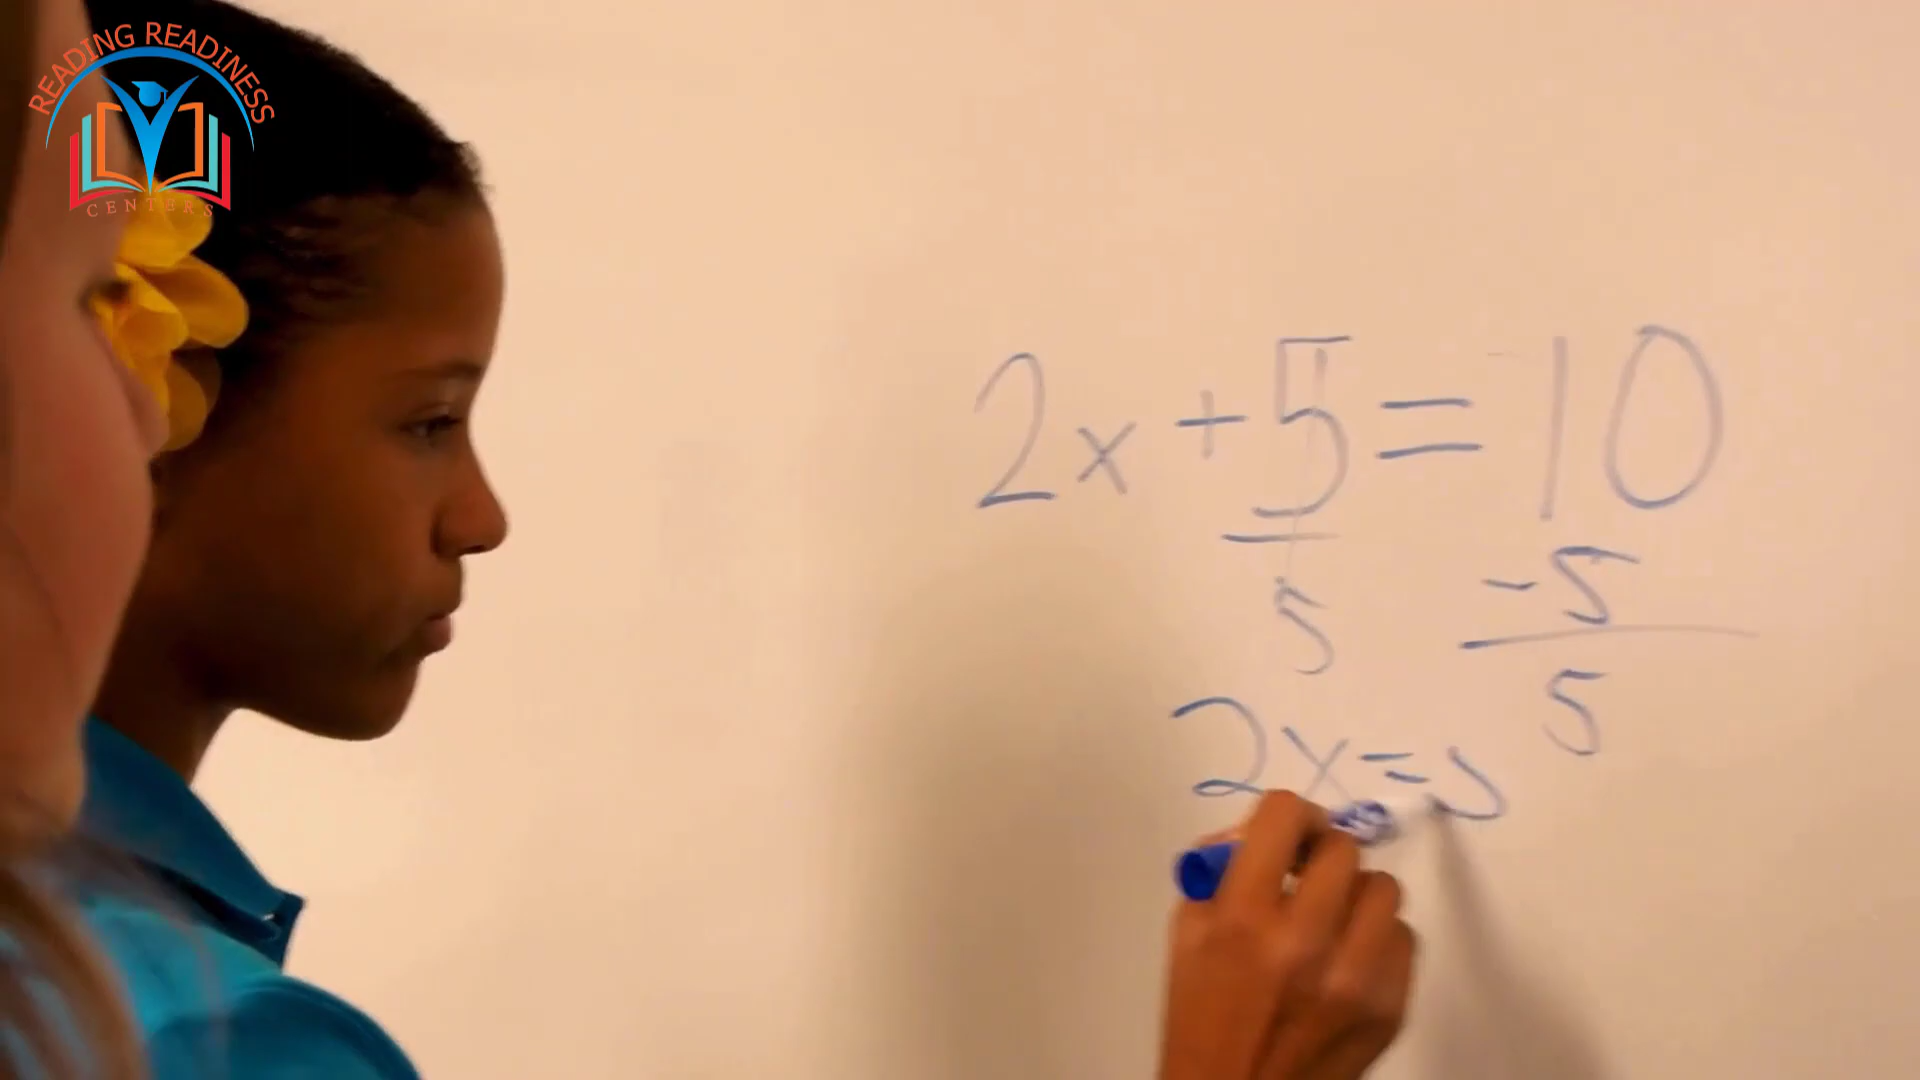 READING READINESS
CENTERS
2x + 5 = 10
5 - 5
5
2x = 5